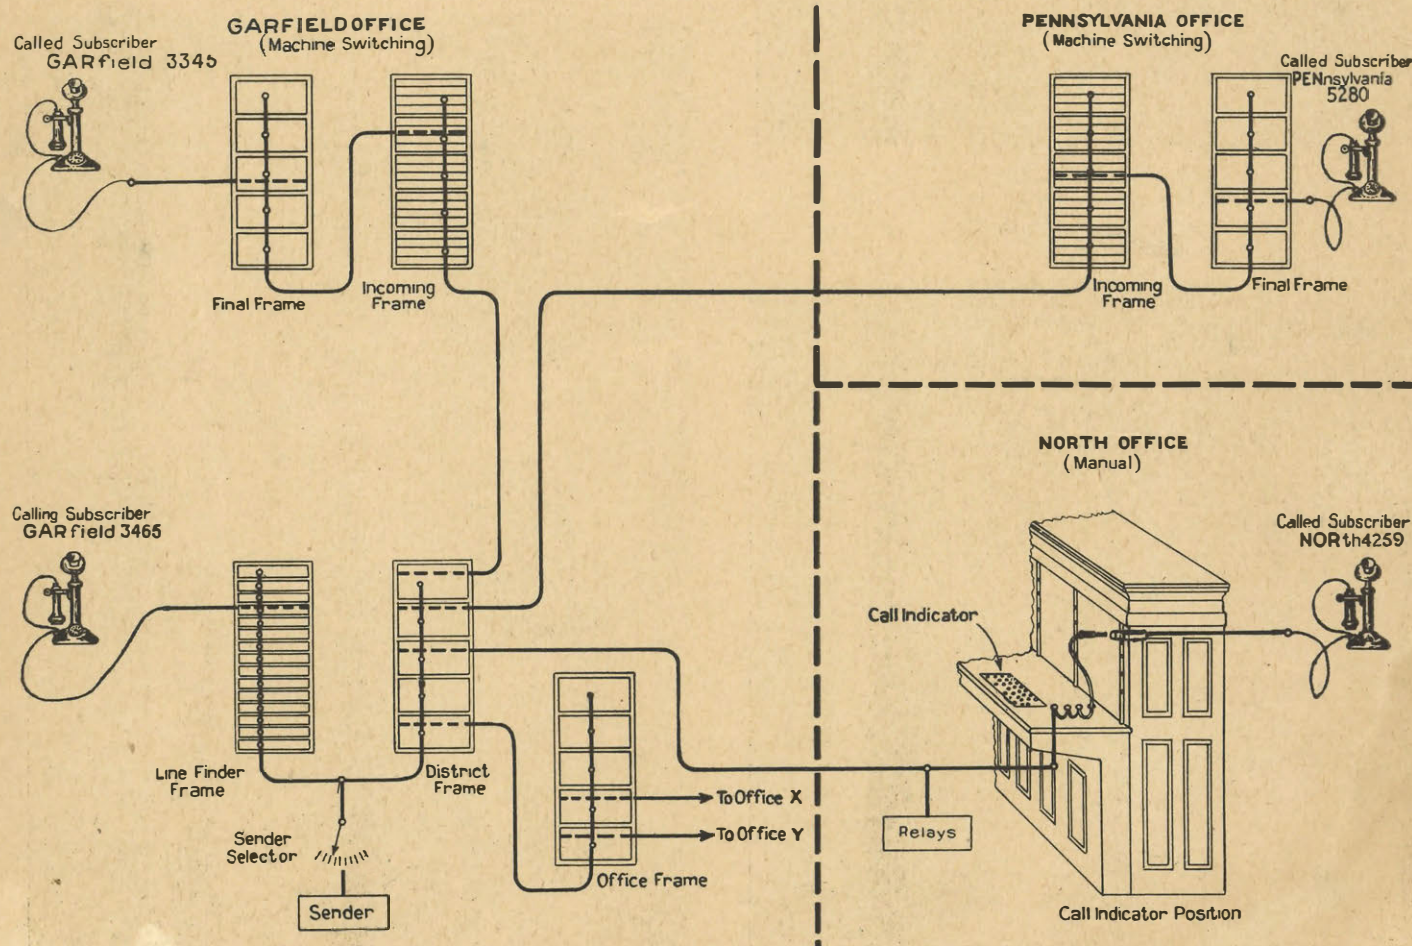 GARFIELD OFFICE
(Machine Switching)
Called Subscriber
GARfield 3345
Final Frame
Incoming
Frame
PENNSYLVANIA OFFICE
(Machine Switching)
Called Subscriber
PENnsylvania
5280
Incoming
Frame
Final Frame
Calling Subscriber
GARfield 3465
Line Finder
Frame
District
Frame
Sender
Selector
Sender
To Office X
To Office Y
Office Frame
NORTH OFFICE
(Manual)
Called Subscriber
NORth4259
Call Indicator
Relays
Call Indicator Position